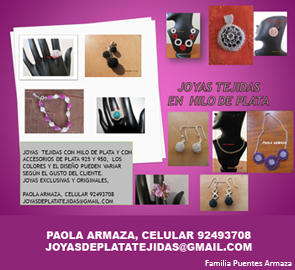 JOYAS TEJIDAS
EN HILO DE PLATA
JOYAS TEJIDAS CON HILO DE PLATA Y CON
ACCESORIOS DE PLATA 925 Y 950, LOS
COLORES Y EL DISEÑO PUEDEN VARIAR
SEGÚN EL GUSTO DEL CLIENTE.
JOYAS EXCLUSIVAS Y ORIGINALES,
PAOLA ARMAZA, CELULAR 92493708
JOYASDEPLATATEJIDAS@GMAIL.COM
PAOLA ARMAZA, CELULAR 92493708
JOYASDEPLATATEJIDAS@GMAIL.COM
Familia Puentes Armaza